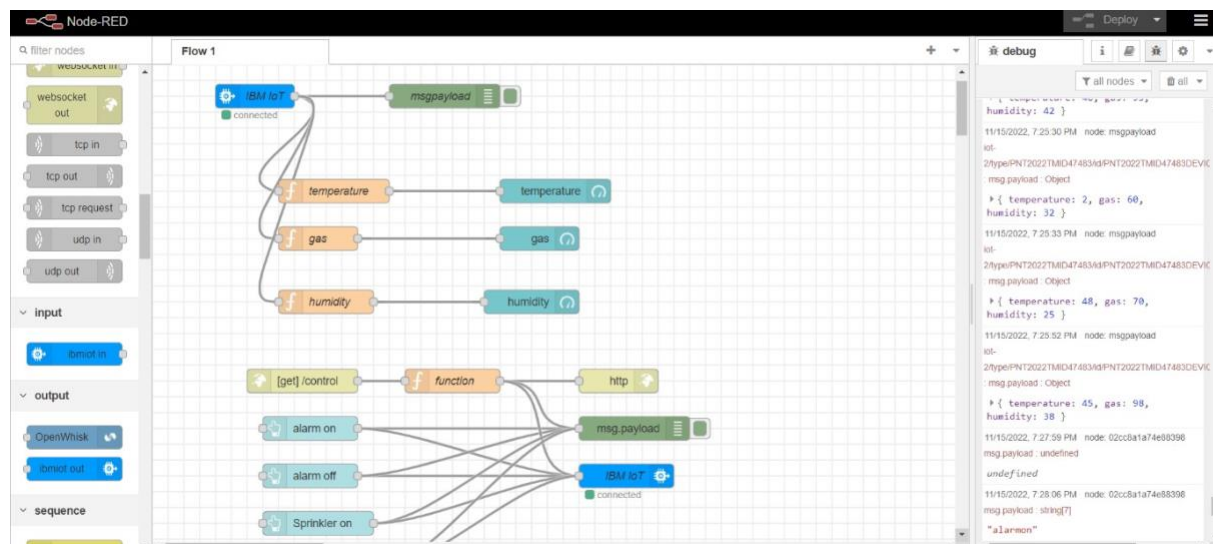 Node-RED
Deploy
filter nodes
Flow 1
debug
i
all nodes
all
websocket in
websocket
out
tcp in
tcp out
tcp request
udp in
udp out
input
ibmiot in
output
OpenWhisk
ibmiot out
sequence
IBM IoT
connected
msgpayload
temperature
temperature
gas
gas
humidity
humidity
[get] /control
function
http
alarm on
msg.payload
alarm off
IBM IoT
connected
Sprinkler on
humidity: 42 }
11/15/2022, 7:25:30 PM node: msgpayload
iot-
2/type/PNT2022TMID47483/id/PNT2022TMID47483DEVIC
msg.payload : Object
{ temperature: 2, gas: 60,
humidity: 32 }
11/15/2022, 7:25:33 PM node: msgpayload
iot-
2/type/PNT2022TMID47483/id/PNT2022TMID47483DEVIC
msg.payload : Object
{ temperature: 48, gas: 70,
humidity: 25 }
11/15/2022, 7:25:52 PM node: msgpayload
iot-
2/type/PNT2022TMID47483/id/PNT2022TMID47483DEVIC
msg.payload : Object
{ temperature: 45, gas: 98,
humidity: 38 }
11/15/2022, 7:27:59 PM node: 02cc8a1a74e88398
msg.payload : undefined
undefined
11/15/2022, 7:28:06 PM node: 02cc8a1a74e88398
msg.payload : string[7]
"alarmon"